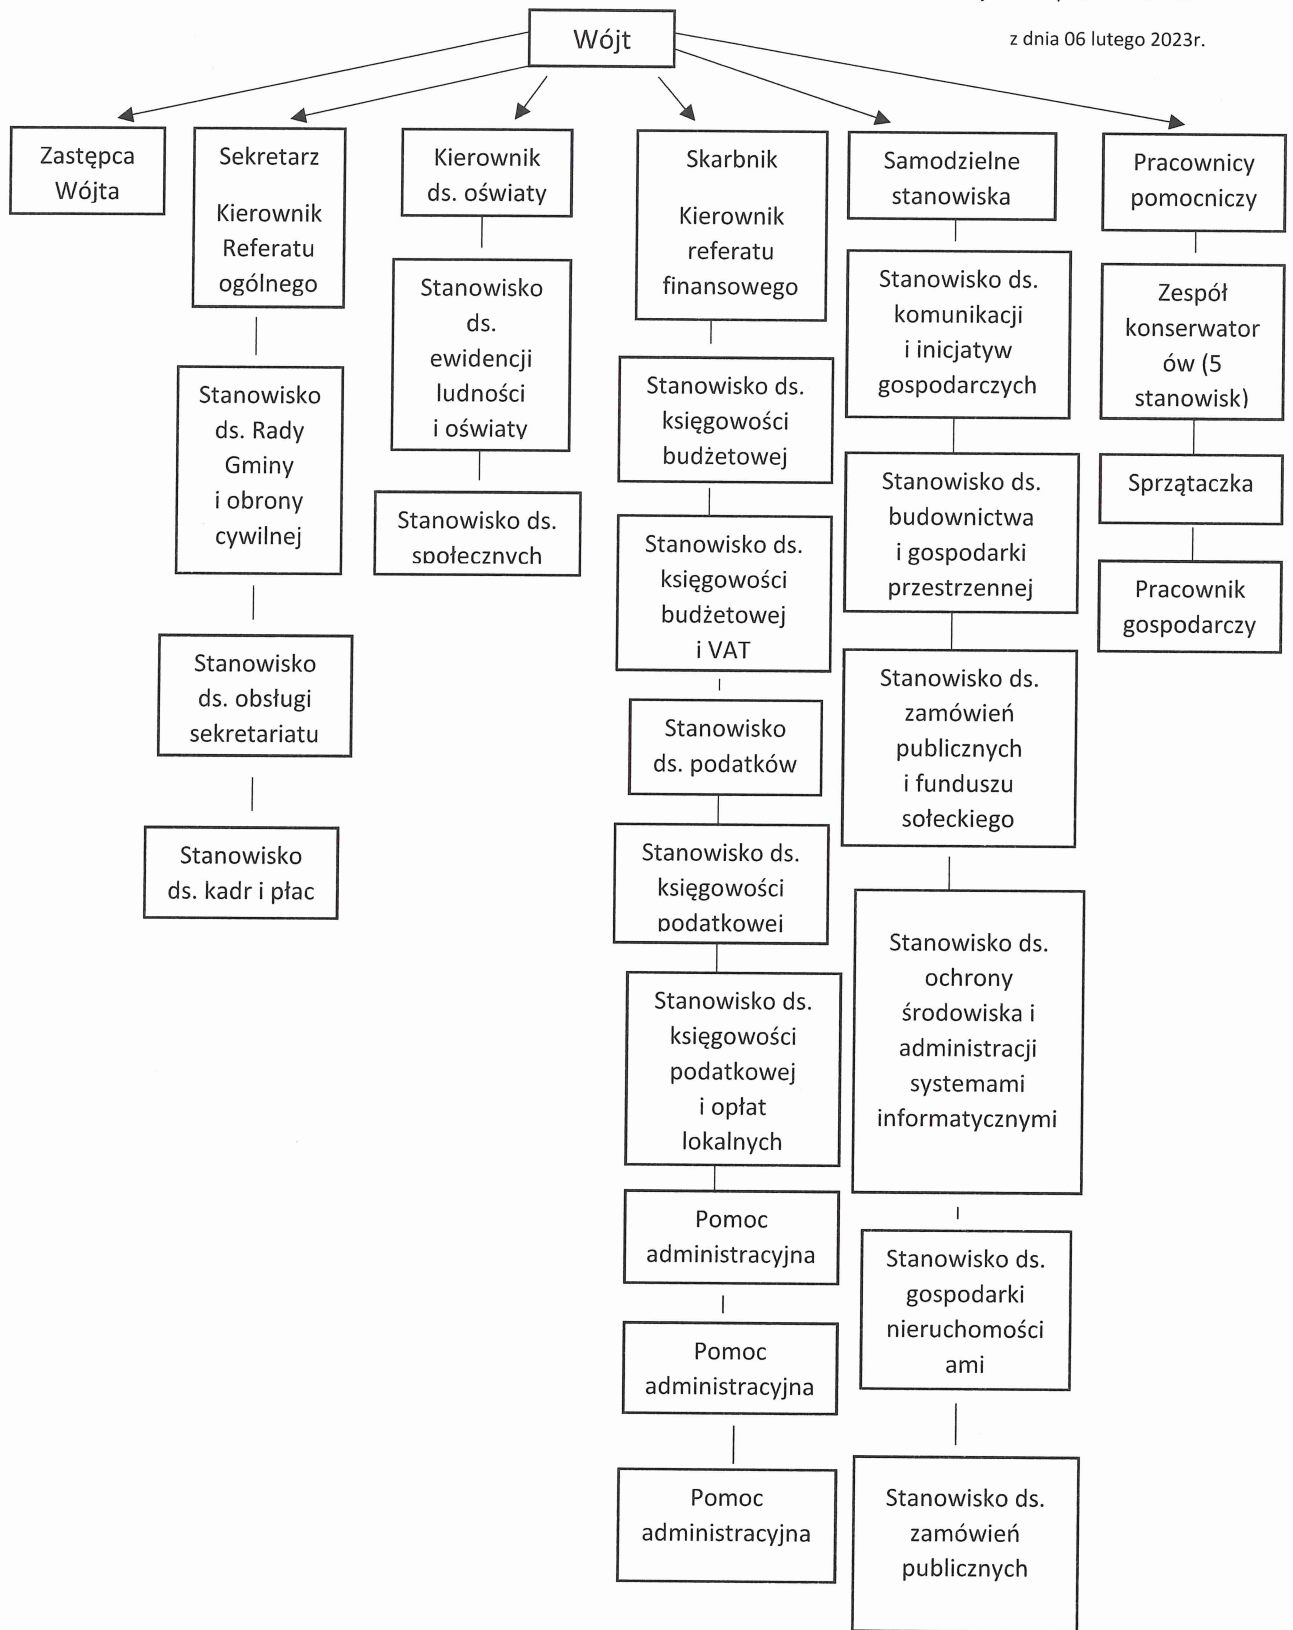 Wójt
z dnia 06 lutego 2023r.
Zastępca
Wójta
Sekretarz
Kierownik
Referatu
ogólnego
Stanowisko
ds. Rady
Gminy
i obrony
cywilnej
Stanowisko
ds. obsługi
sekretariatu
Stanowisko
ds. kadr i płac
Kierownik
ds. oświaty
Stanowisko
ds.
ewidencji
ludności
i oświaty
Stanowisko ds.
społecznych
Skarbnik
Kierownik
referatu
finansowego
Stanowisko ds.
księgowości
budżetowej
Stanowisko ds.
księgowości
budżetowej
i VAT
Stanowisko
ds. podatków
Stanowisko ds.
księgowości
podatkowej
Stanowisko ds.
księgowości
podatkowej
i opłat
lokalnych
Pomoc
administracyjna
Pomoc
administracyjna
Pomoc
administracyjna
Samodzielne
stanowiska
Stanowisko ds.
komunikacji
i inicjatyw
gospodarczych
Stanowisko ds.
budownictwa
i gospodarki
przestrzennej
Stanowisko ds.
zamówień
publicznych
i funduszu
sołeckiego
Stanowisko ds.
ochrony
środowiska i
administracji
systemami
informatycznymi
Stanowisko ds.
gospodarki
nieruchomości
ami
Stanowisko ds.
zamówień
publicznych
Pracownicy
pomocniczy
Zespół
konserwator
ów (5
stanowisk)
Sprzątaczka
Pracownik
gospodarczy